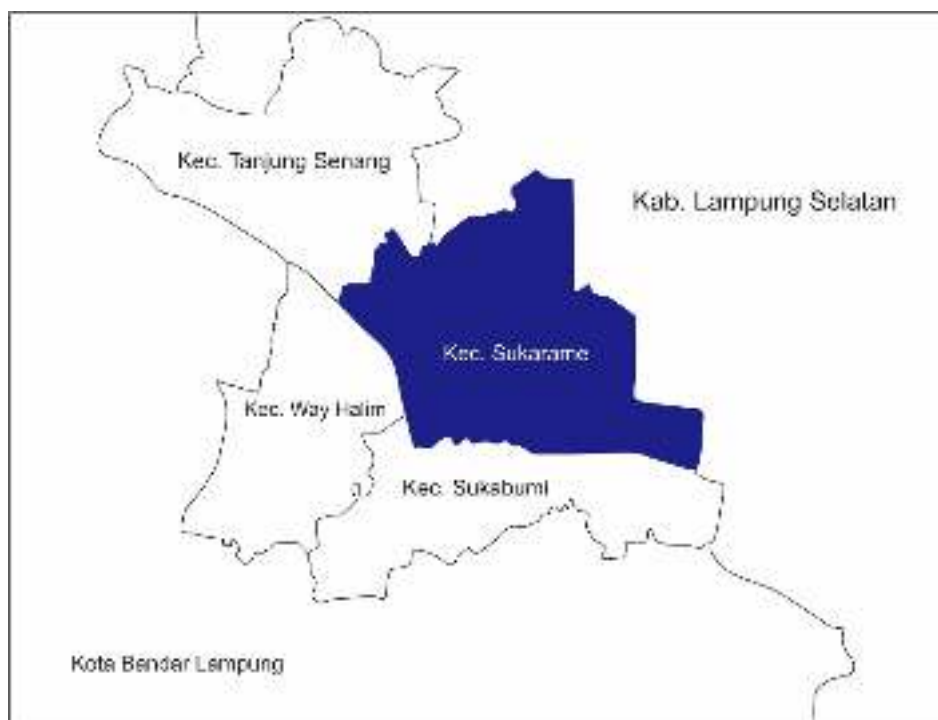 Kec. Tanjung Senang
Kab. Lampung Selatan
Kec. Sukarame
Kec. Way Halim
Kec. Sukabumi
Kota Bandar Lampung